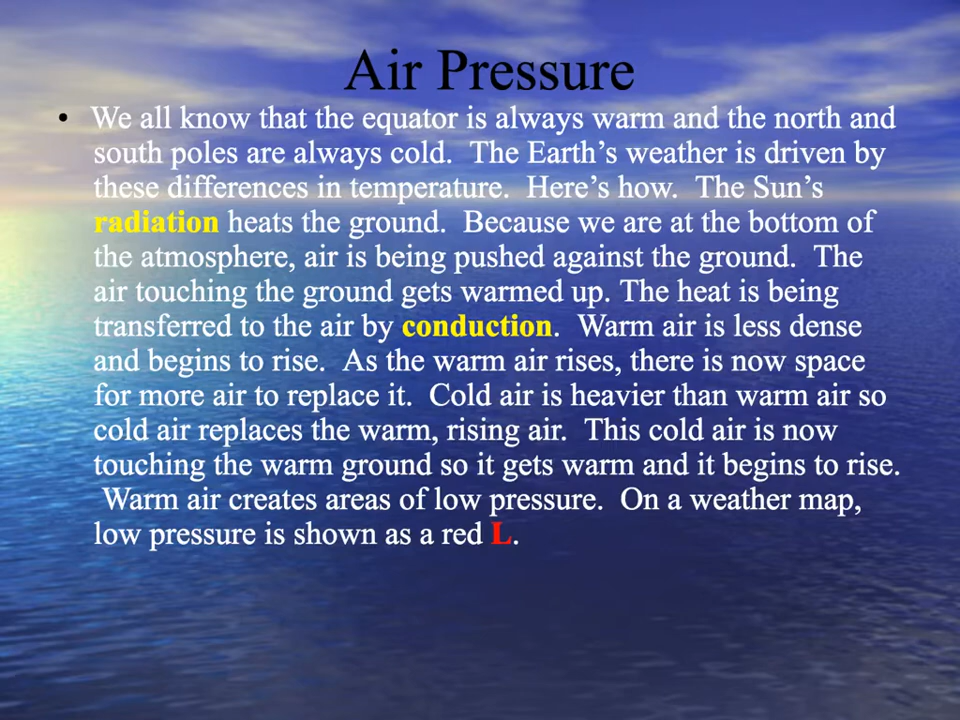 Air Pressure
• We all know that the equator is always warm and the north and
south poles are always cold.  The Earth’s weather is driven by
these differences in temperature.  Here’s how.  The Sun’s
radiation heats the ground.  Because we are at the bottom of
the atmosphere, air is being pushed against the ground.  The
air touching the ground gets warmed up. The heat is being
transferred to the air by conduction.  Warm air is less dense
and begins to rise.  As the warm air rises, there is now space
for more air to replace it.  Cold air is heavier than warm air so
cold air replaces the warm, rising air.  This cold air is now
touching the warm ground so it gets warm and it begins to rise.
Warm air creates areas of low pressure.  On a weather map,
low pressure is shown as a red L.